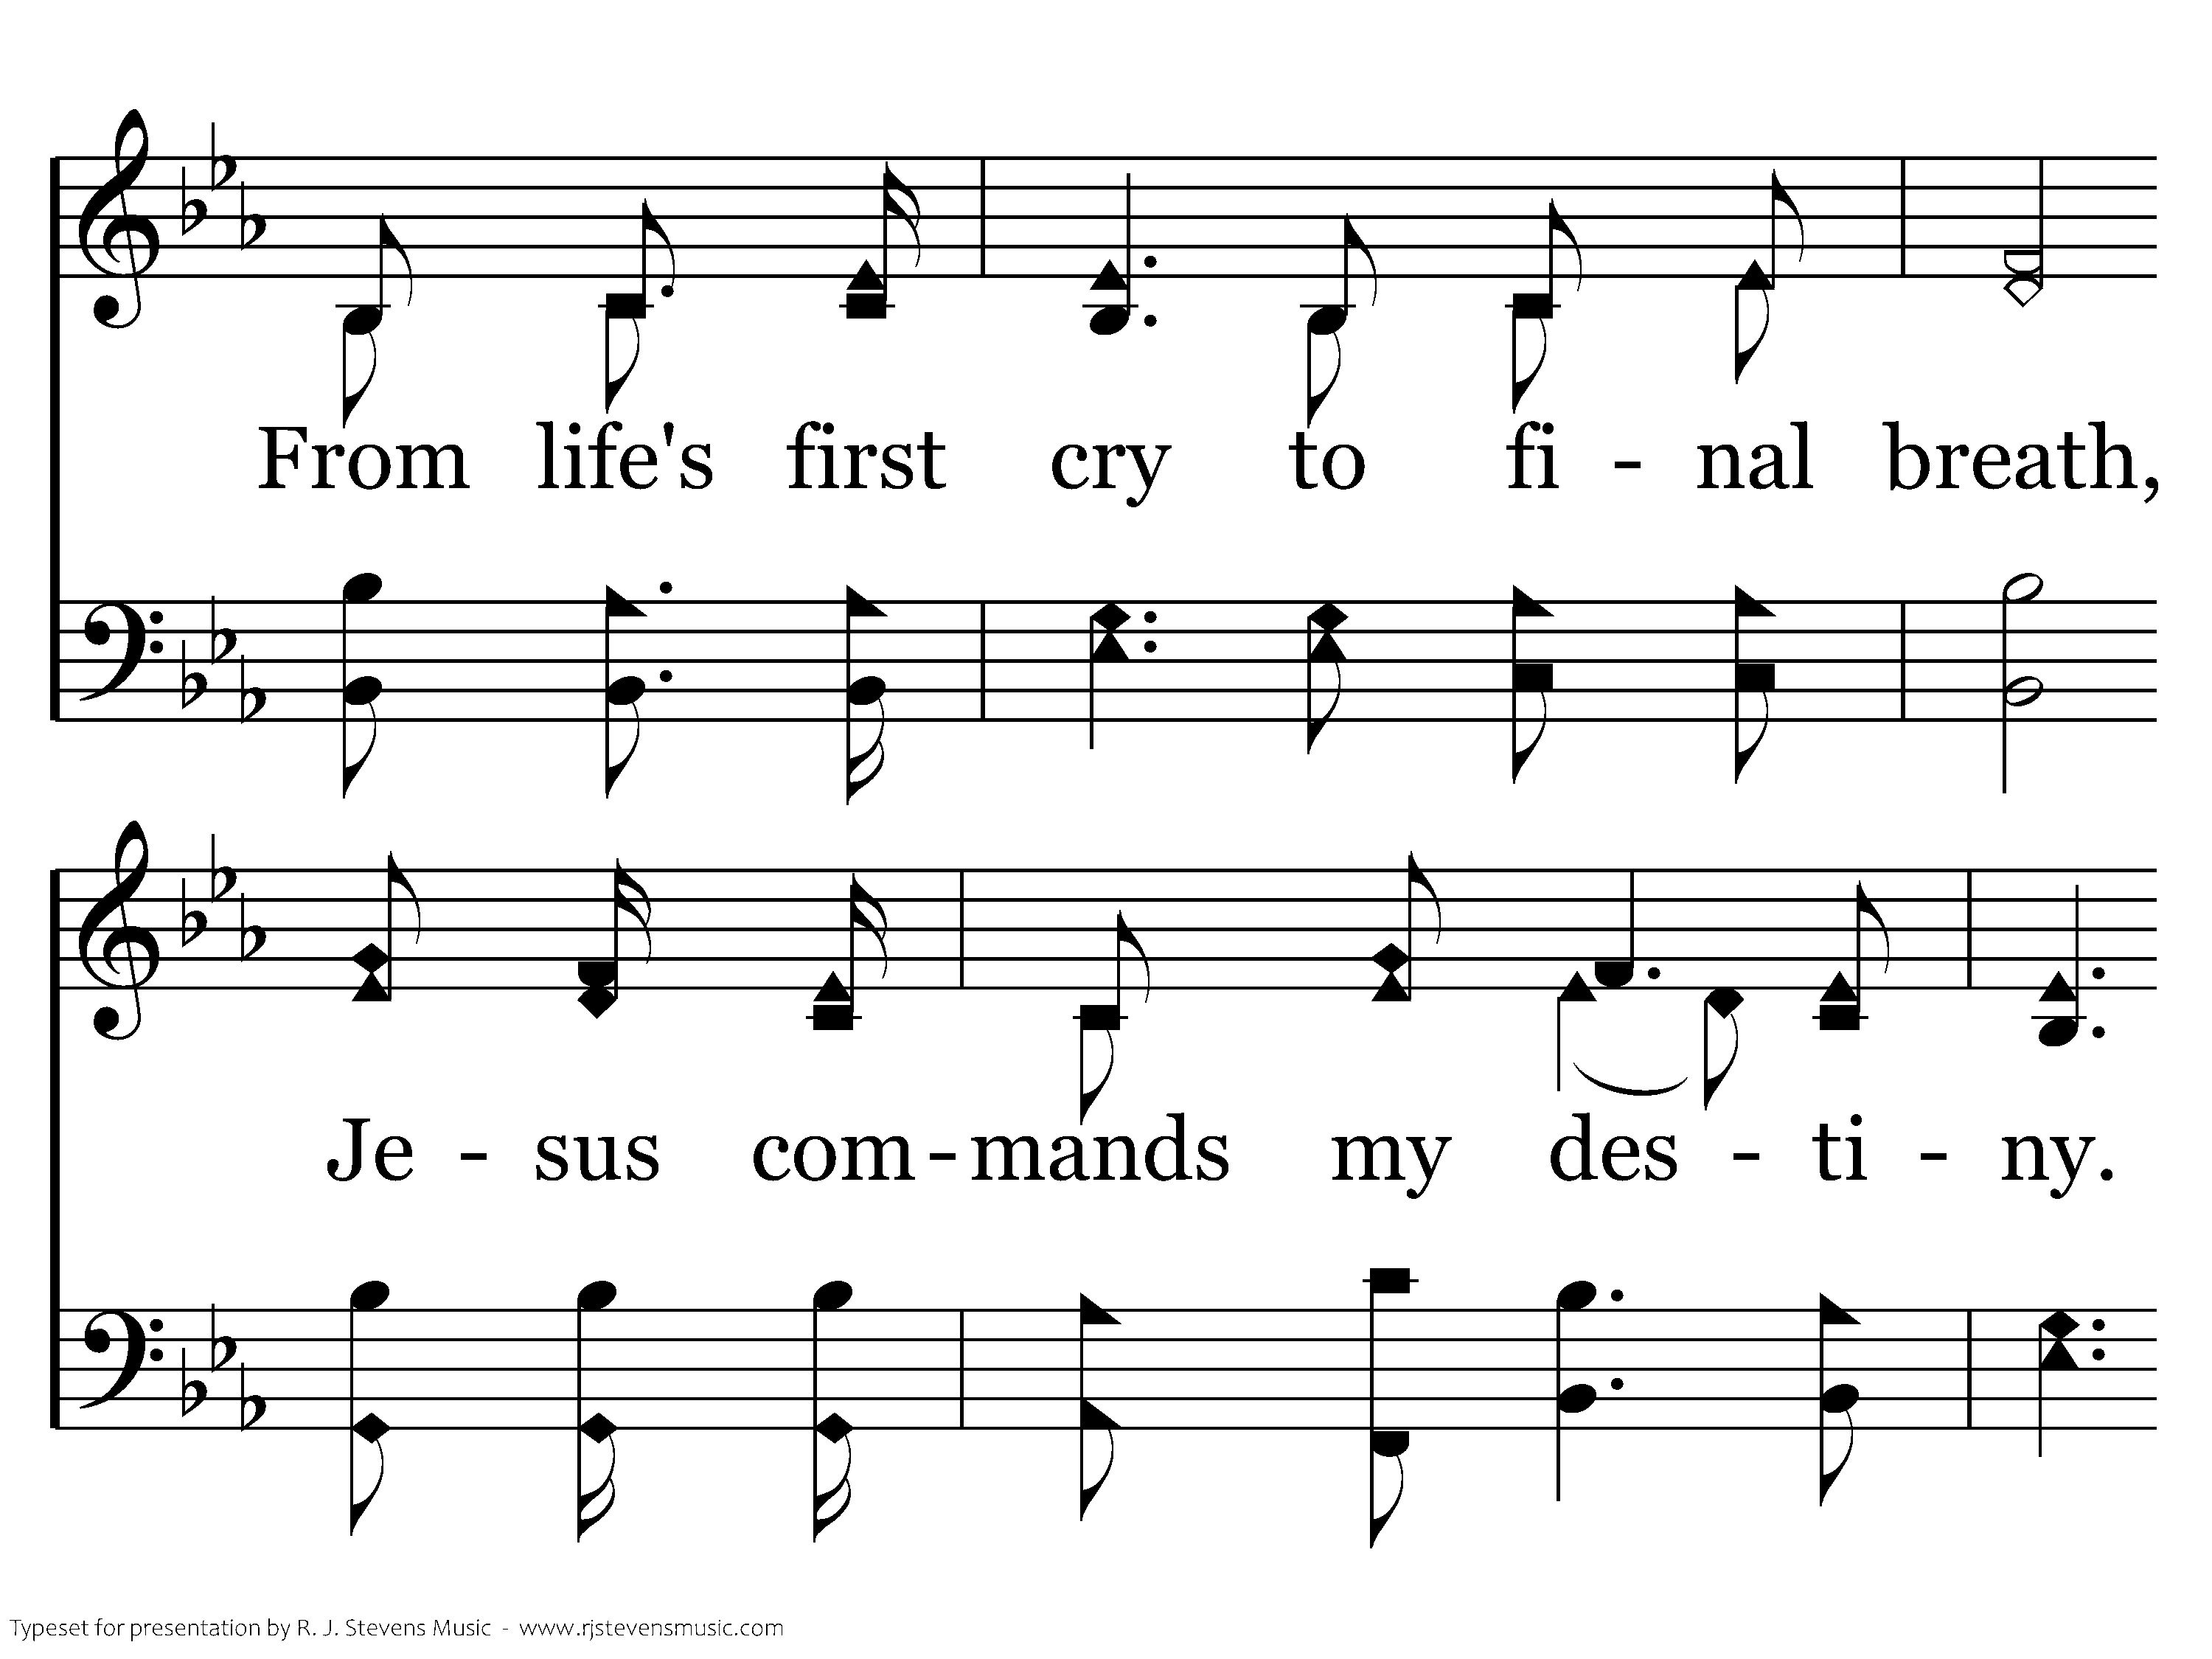 From life's first cry to fi - nal breath,
Je - sus com - mands my des - ti - ny.
Typeset for presentation by R. J. Stevens Music - www.rjstevensmusic.com